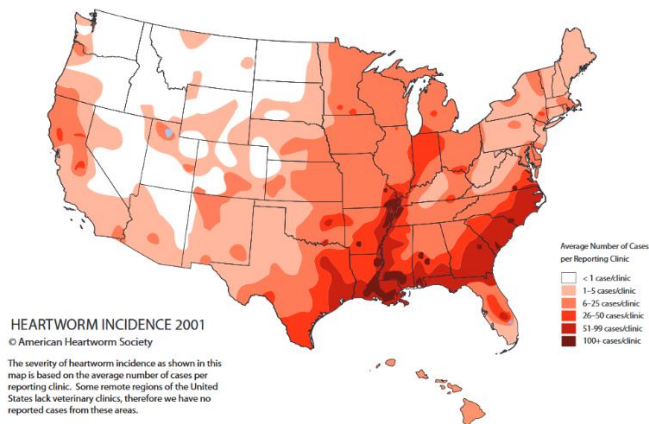 Average Number of Cases
per Reporting Clinic
< 1 case/clinic
1–5 cases/clinic
6–25 cases/clinic
26–50 cases/clinic
51-99 cases/clinic
100+ cases/clinic
HEARTWORM INCIDENCE 2001
© American Heartworm Society
The severity of heartworm incidence as shown in this
map is based on the average number of cases per
reporting clinic. Some remote regions of the United
States lack veterinary clinics, therefore we have no
reported cases from these areas.